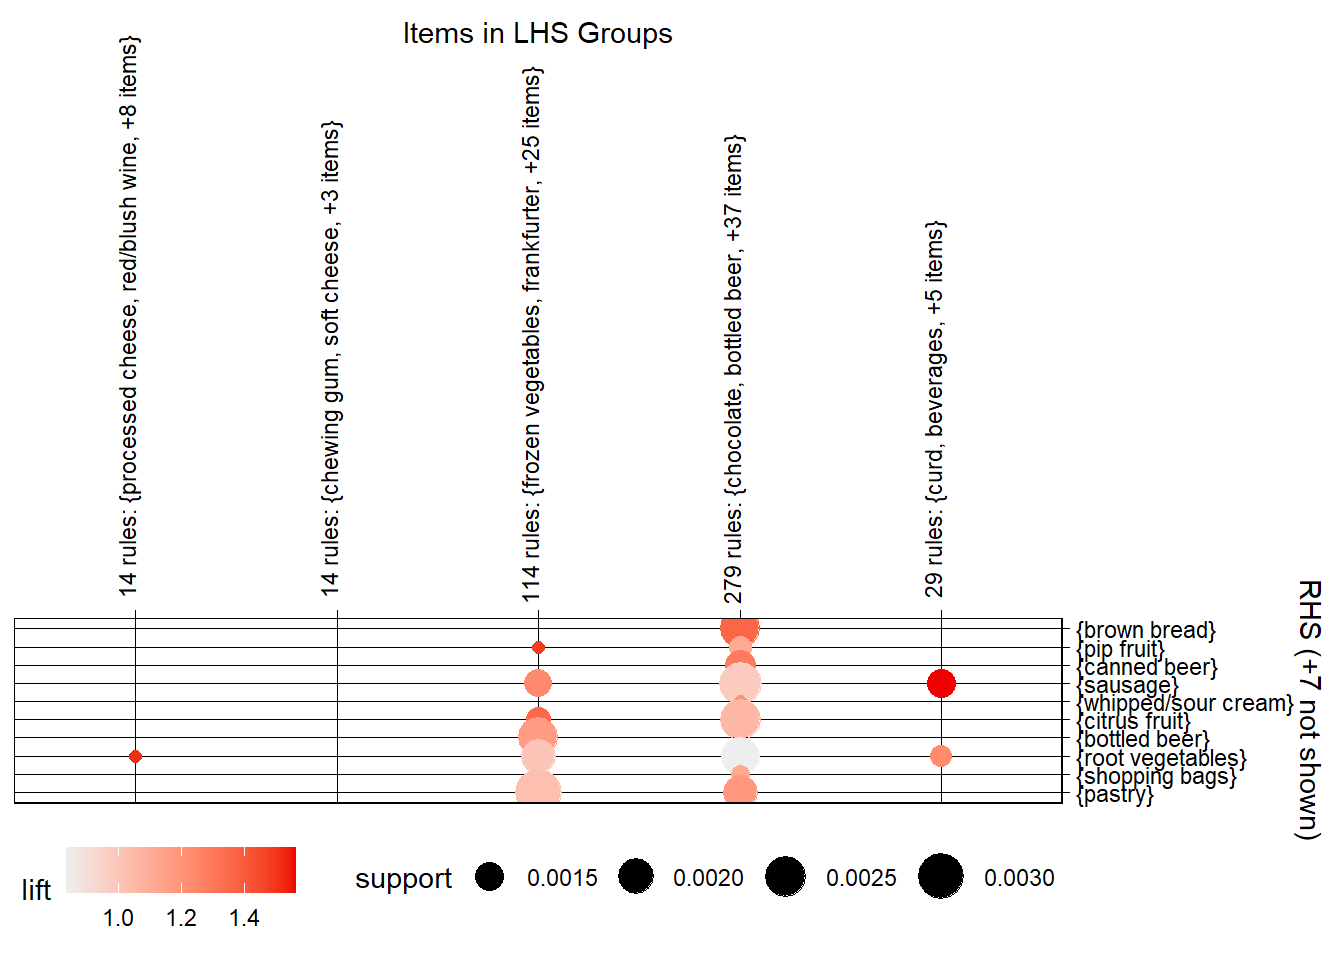 Items in LHS Groups
14 rules: {processed cheese, red/blush wine, +8 items}
14 rules: {chewing gum, soft cheese, +3 items}
114 rules: {frozen vegetables, frankfurter, +25 items}
279 rules: {chocolate, bottled beer, +37 items}
29 rules: {curd, beverages, +5 items}
{brown bread}
{pip fruit}
{canned beer}
{sausage}
{whipped/sour cream}
{citrus fruit}
{bottled beer}
{root vegetables}
{shopping bags}
{pastry}
RHS (+7 not shown)
lift
1.0 1.2 1.4
support 0.0015 0.0020 0.0025 0.0030